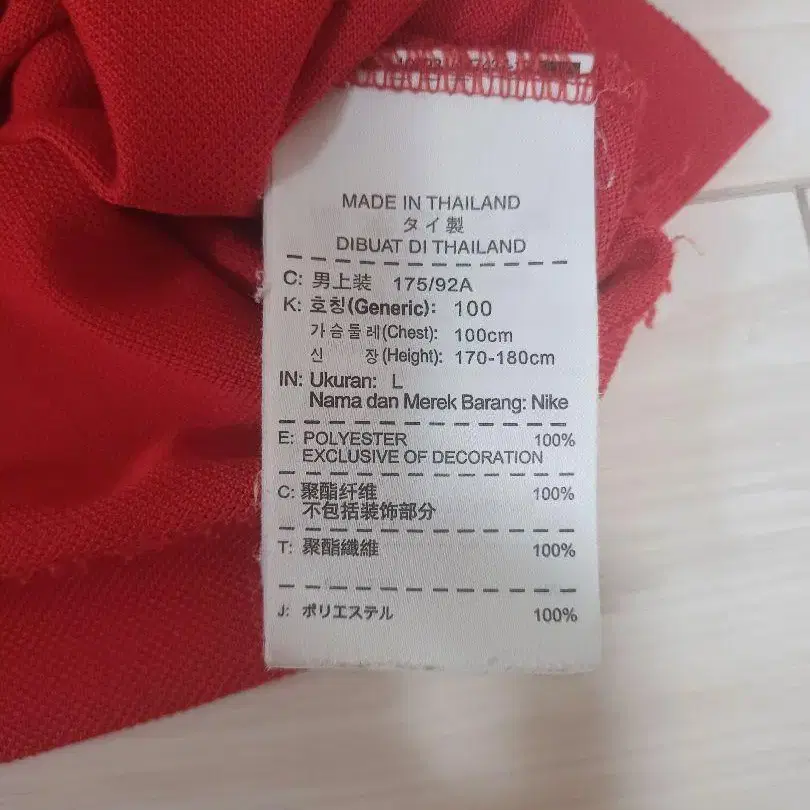 MADE IN THAILAND
タイ製
DIBUAT DI THAILAND
C: 男上装 175/92A
K: 호칭(Generic): 100
가슴둘레(Chest): 100cm
신 장(Height): 170-180cm
IN: Ukuran: L
Nama dan Merek Barang: Nike
E: POLYESTER 100%
EXCLUSIVE OF DECORATION
C: 聚酯纤维 100%
不包括装饰部分
T: 聚酯纖維 100%
J: ポリエステル 100%